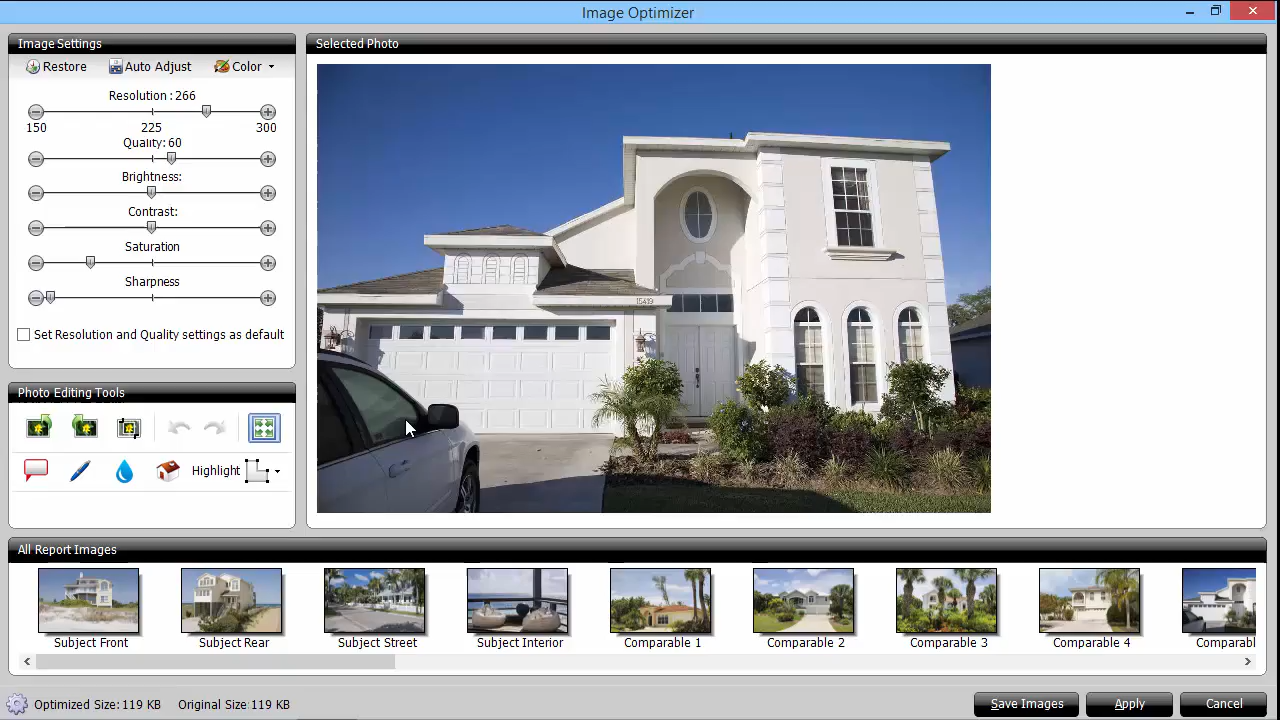 Image Optimizer
Image Settings
Restore Auto Adjust Color
Resolution : 266
150 225 300
Quality: 60
Brightness:
Contrast:
Saturation
Sharpness
Set Resolution and Quality settings as default
Photo Editing Tools
Highlight
Selected Photo
15419
All Report Images
Subject Front Subject Rear Subject Street Subject Interior Comparable 1 Comparable 2 Comparable 3 Comparable 4 Comparabl
Optimized Size: 119 KB Original Size 119 KB
Save Images Apply Cancel